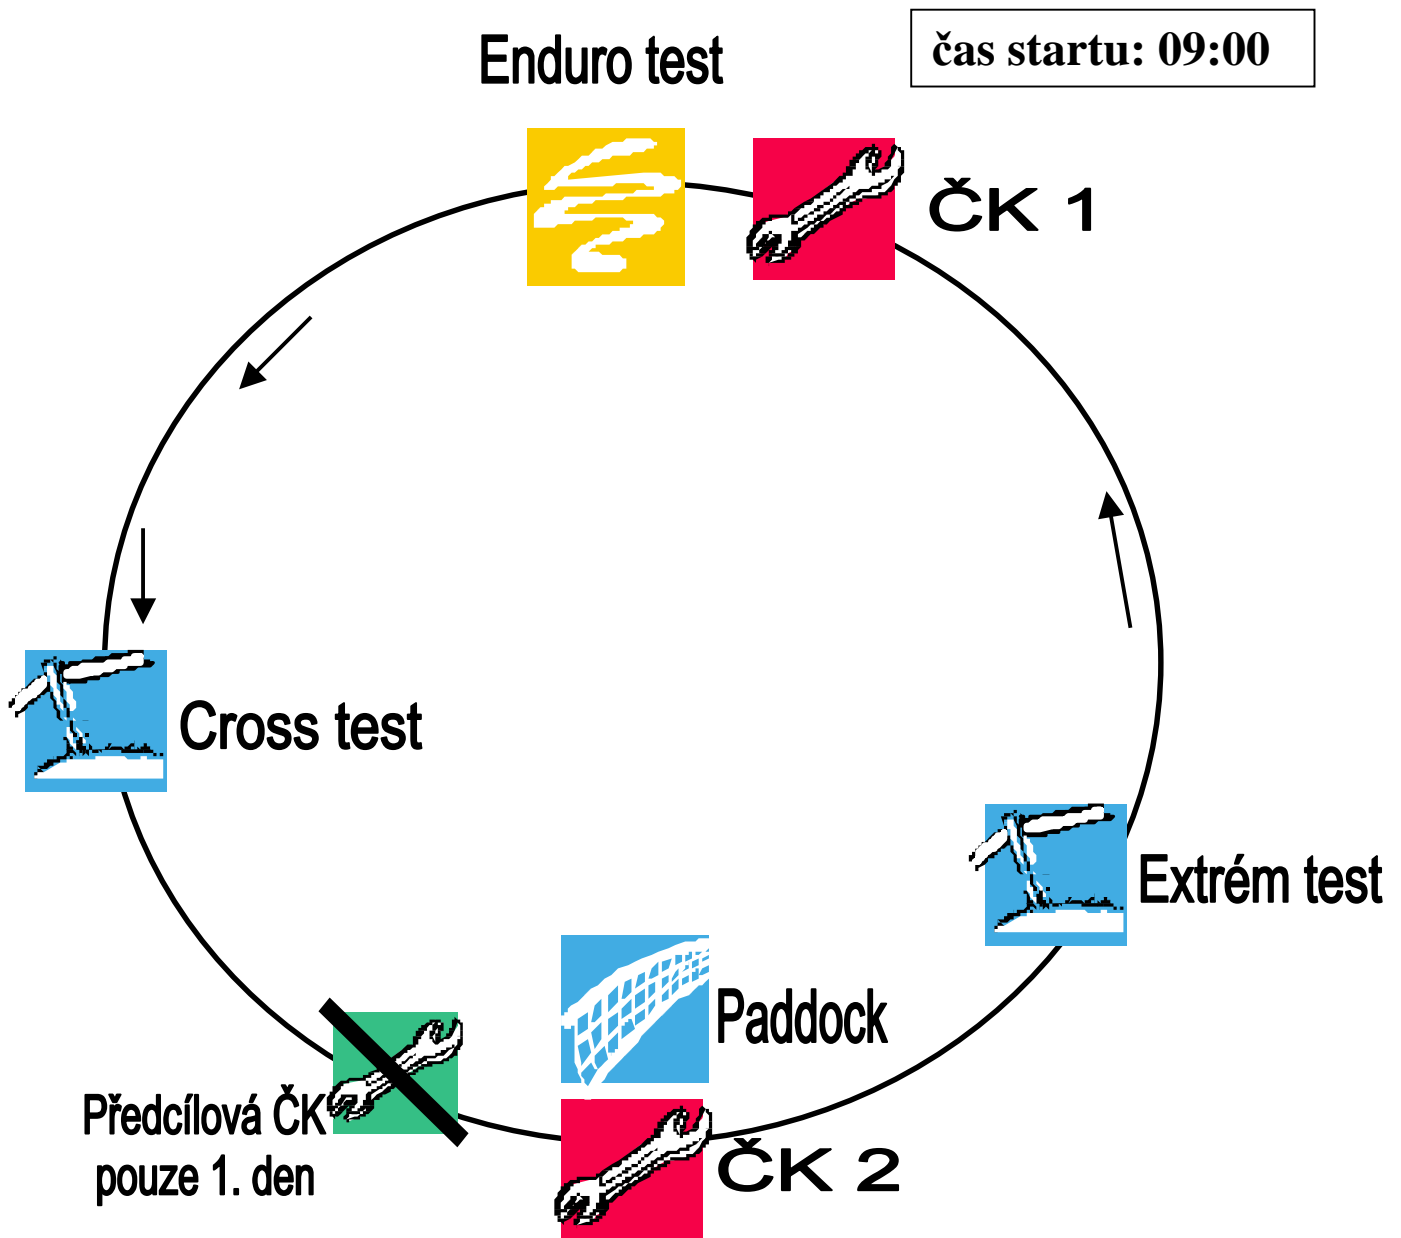 Enduro test
čas startu: 09:00
ČK 1
Cross test
Extrém test
Paddock
Předcílová ČK
pouze 1. den
ČK 2